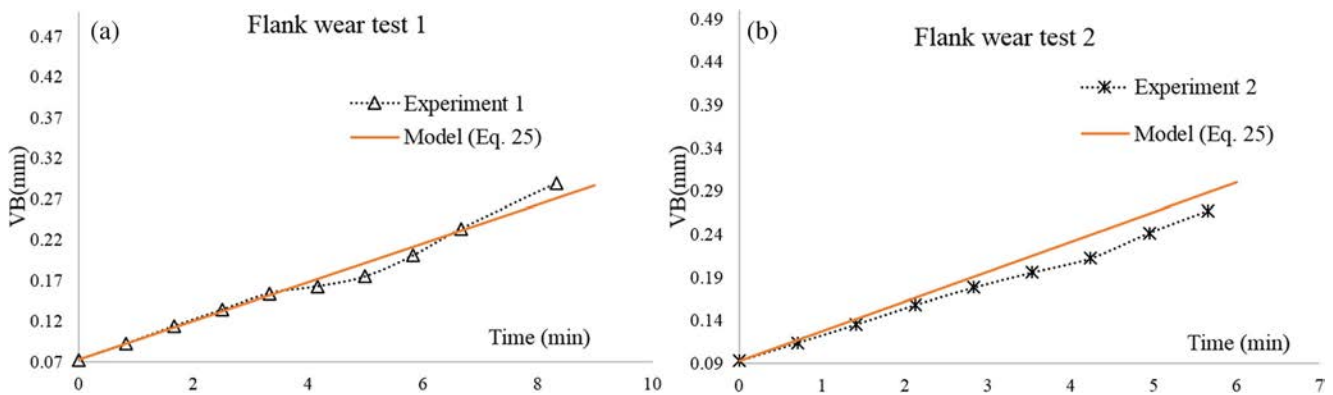 (a)
Flank wear test 1
0.47
0.42
0.37
0.32
0.27
0.22
0.17
0.12
0.07
VB(mm)
Experiment 1
Model (Eq. 25)
Time (min)
0 2 4 6 8 10
(b)
Flank wear test 2
0.49
0.44
0.39
0.34
0.29
0.24
0.19
0.14
0.09
VB(mm)
Experiment 2
Model (Eq. 25)
Time (min)
0 1 2 3 4 5 6 7